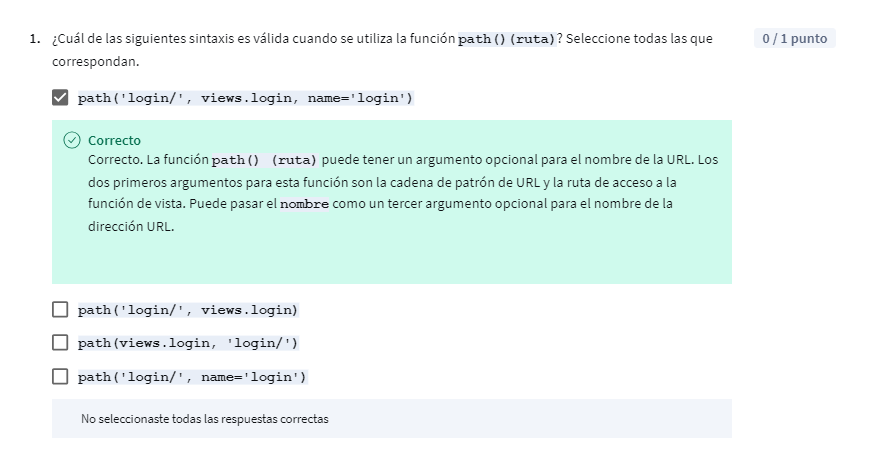 1. ¿Cuál de las siguientes sintaxis es válida cuando se utiliza la función path()(ruta)? Seleccione todas las que
0 / 1 punto
correspondan.
path('login/', views.login, name='login')
Correcto
Correcto. La función path() (ruta) puede tener un argumento opcional para el nombre de la URL. Los
dos primeros argumentos para esta función son la cadena de patrón de URL y la ruta de acceso a la
función de vista. Puede pasar el nombre como un tercer argumento opcional para el nombre de la
dirección URL.
path('login/', views.login)
path(views.login, 'login/')
path('login/', name='login')
No seleccionaste todas las respuestas correctas